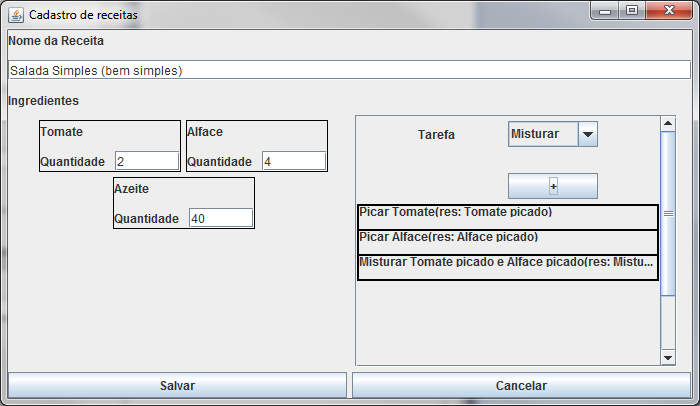 Cadastro de receitas
Nome da Receita
Salada Simples (bem simples)
Ingredientes
Tomate
Quantidade 2
Alface
Quantidade 4
Azeite
Quantidade 40
Tarefa Misturar
+
Picar Tomate(res: Tomate picado)
Picar Alface(res: Alface picado)
Misturar Tomate picado e Alface picado(res: Mistu...
Salvar
Cancelar